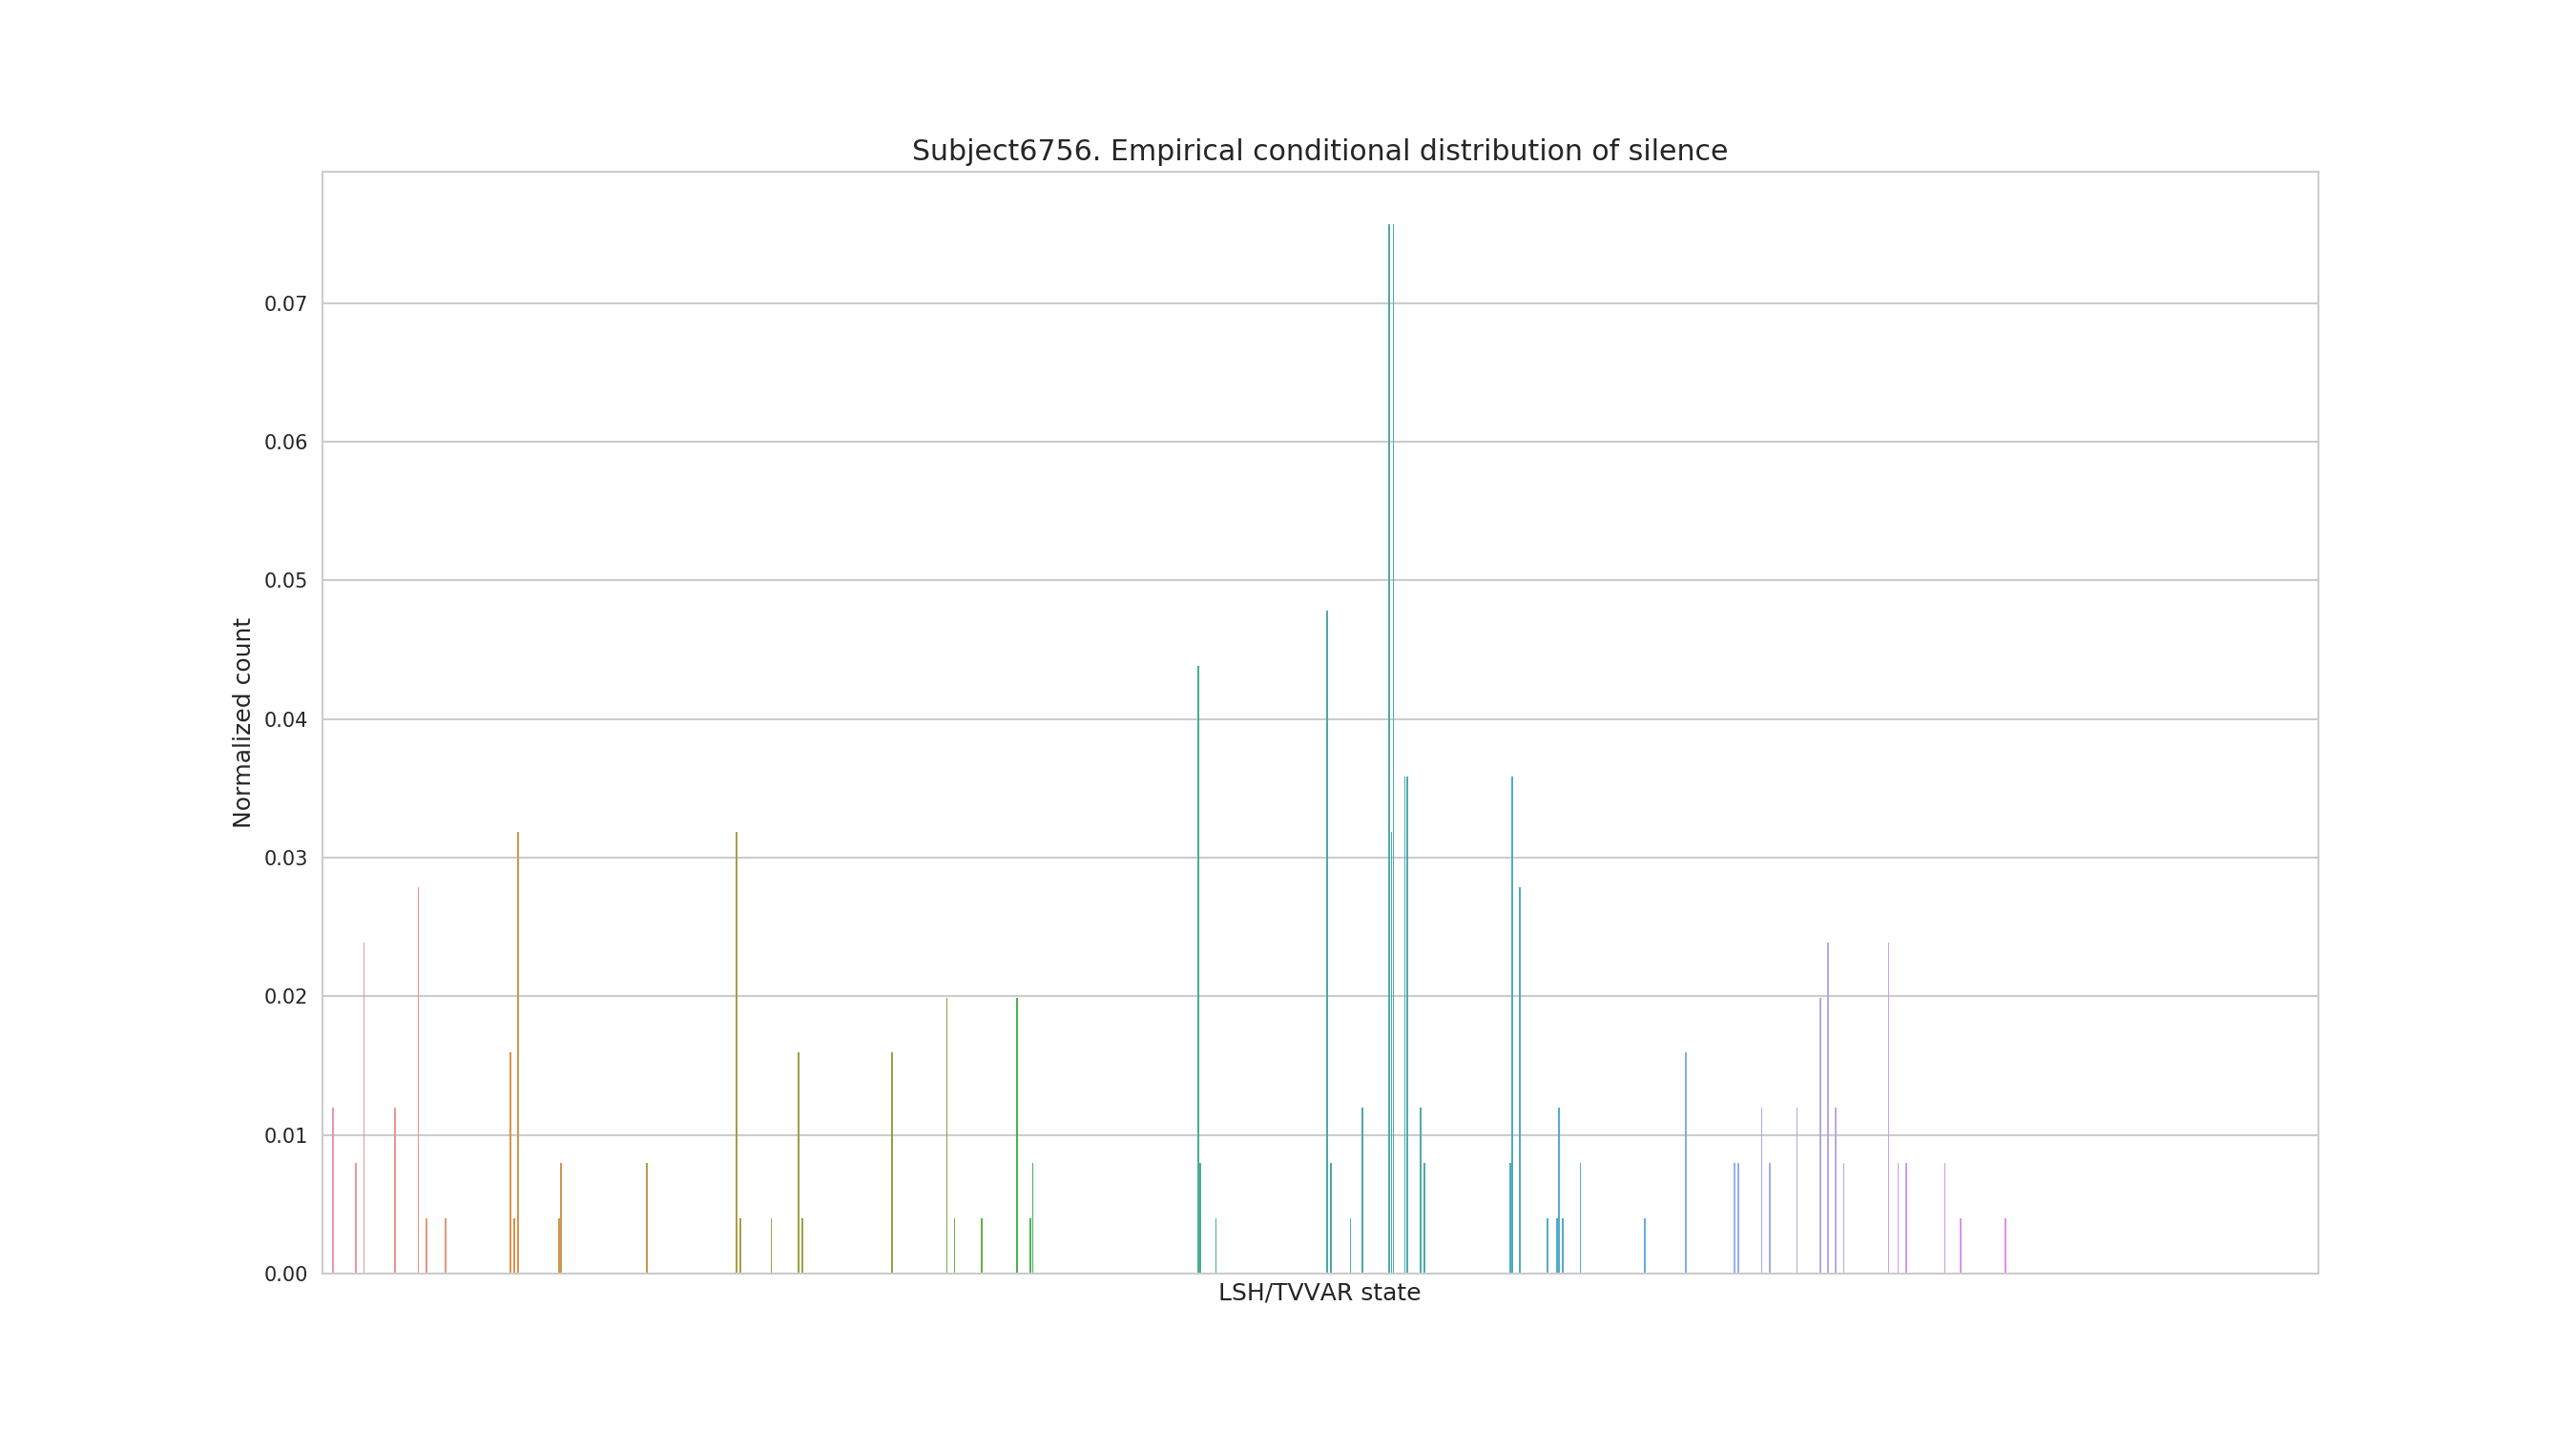 Subject6756. Empirical conditional distribution of silence
Normalized count
0.07
0.06
0.05
0.04
0.03
0.02
0.01
0.00
LSH/TVVAR state